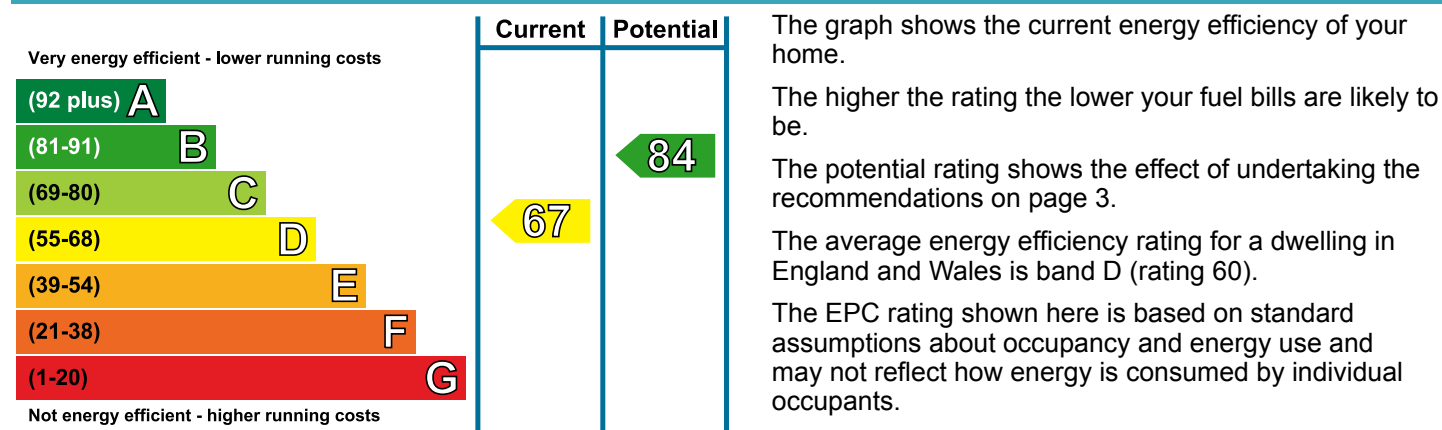 Current Potential
Very energy efficient - lower running costs
(92 plus) A
(81-91) B
84
(69-80) C
67
(55-68) D
(39-54) E
(21-38) F
(1-20) G
Not energy efficient - higher running costs
The graph shows the current energy efficiency of your
home.
The higher the rating the lower your fuel bills are likely to
be.
The potential rating shows the effect of undertaking the
recommendations on page 3.
The average energy efficiency rating for a dwelling in
England and Wales is band D (rating 60).
The EPC rating shown here is based on standard
assumptions about occupancy and energy use and
may not reflect how energy is consumed by individual
occupants.